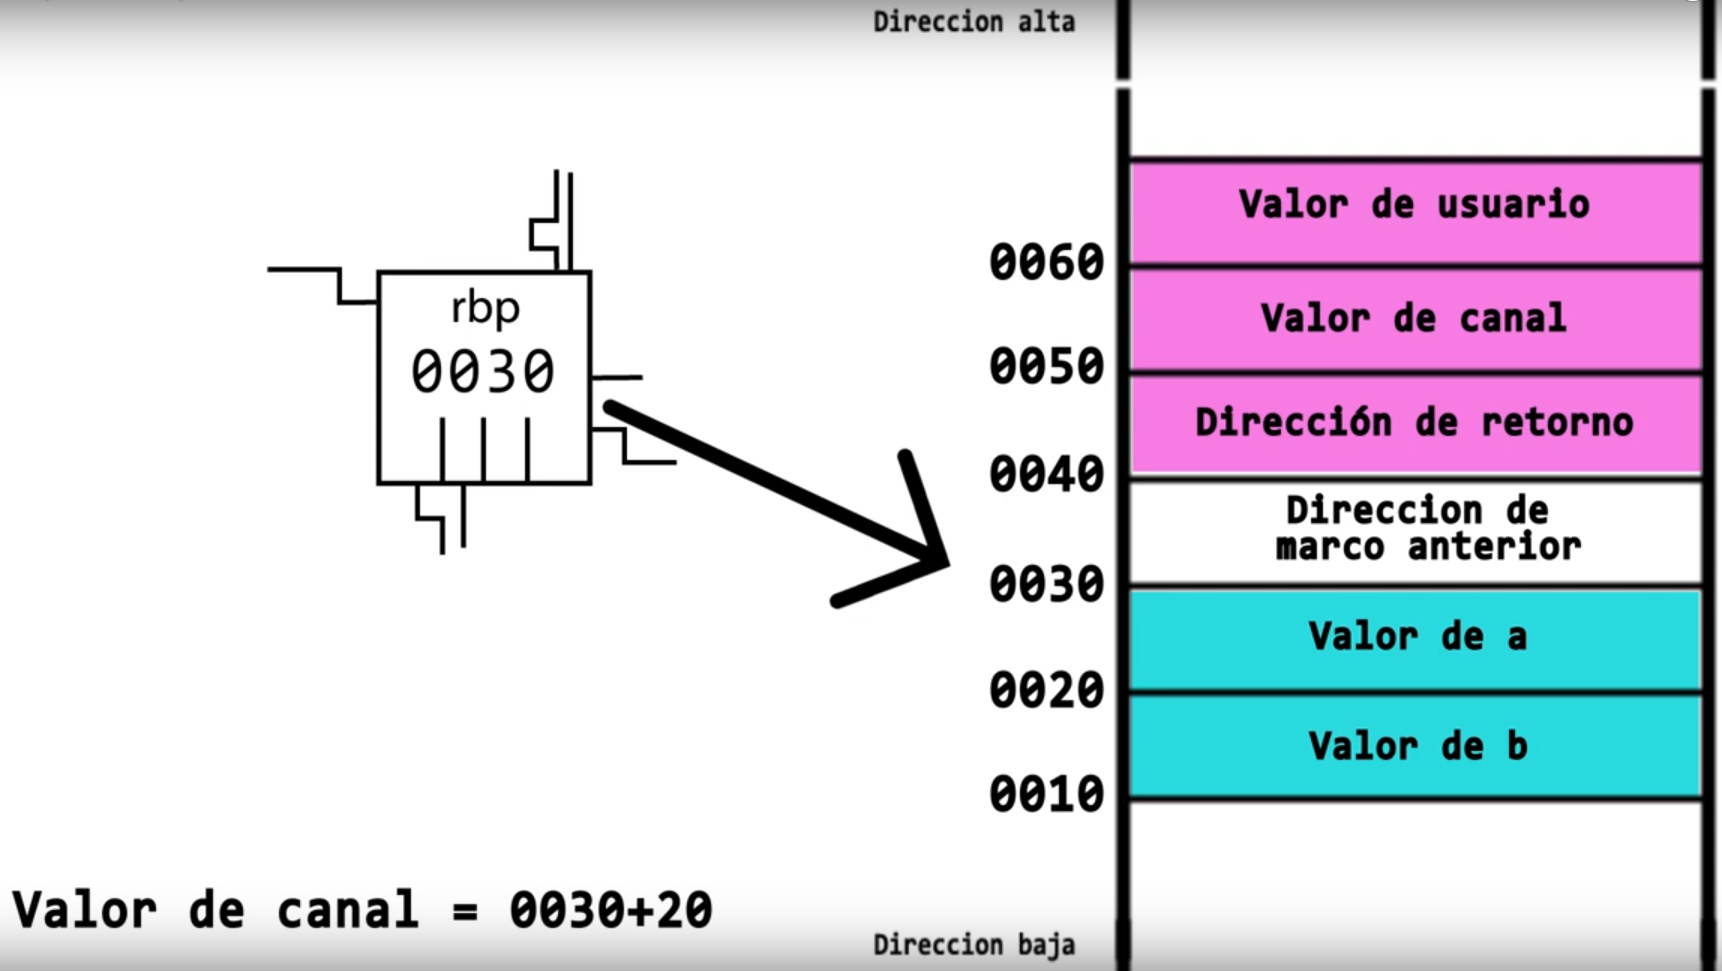 Direccion alta
Valor de usuario
0060
rbp
Valor de canal
0030
0050
Dirección de retorno
0040
Direccion de
marco anterior
0030
Valor de a
0020
Valor de b
0010
Valor de canal = 0030+20
Direccion baja